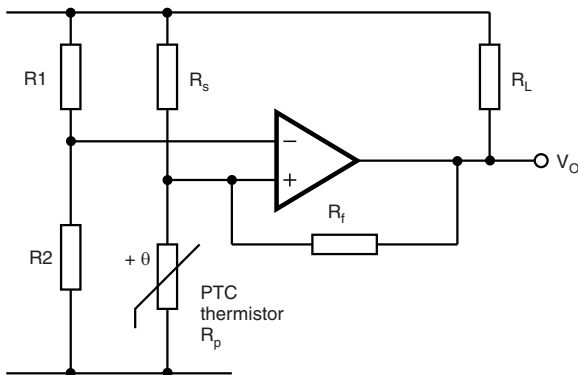 R1
Rs
RL
−
+
VO
Rf
R2
+ θ
PTC
thermistor
Rp